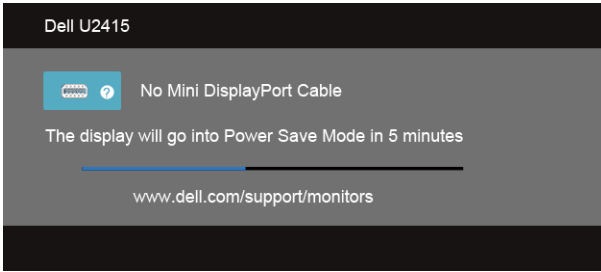 Dell U2415
? No Mini DisplayPort Cable
The display will go into Power Save Mode in 5 minutes
www.dell.com/support/monitors